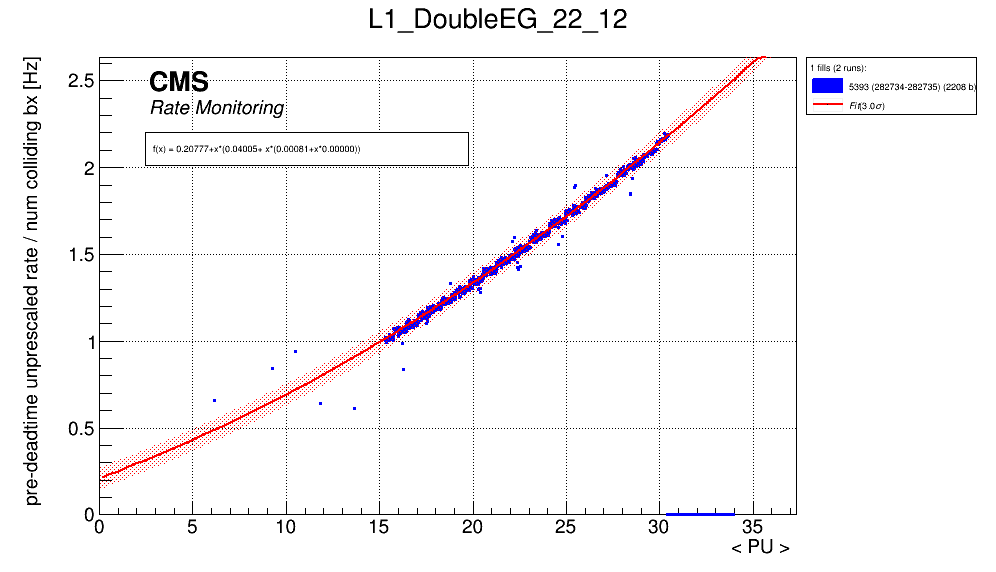 L1_DoubleEG_22_12
pre-deadtime unprescaled rate / num colliding bx [Hz]
CMS
Rate Monitoring
f(x) = 0.20777+x*(0.04005+ x*(0.00081+x*0.00000))
1 fills (2 runs):
5393 (282734-282735) (2208 b)
Fit(3.0σ)
2.5
2
1.5
1
0.5
0
0 5 10 15 20 25 30 35
< PU >